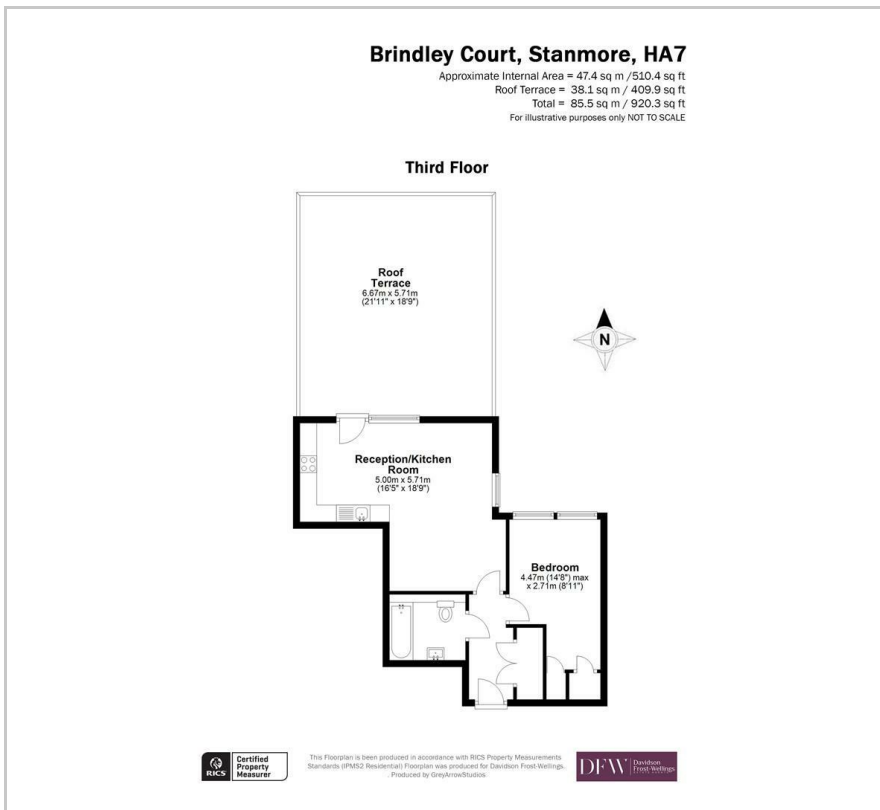 Brindley Court, Stanmore, HA7
Approximate Internal Area = 47.4 sq m /510.4 sq ft
Roof Terrace = 38.1 sq m / 409.9 sq ft
Total = 85.5 sq m / 920.3 sq ft
For illustrative purposes only NOT TO SCALE
Third Floor
Roof
Terrace
6.67m x 5.71m
(21'11" x 18'9")
N
Reception/Kitchen
Room
5.00m x 5.71m
(16'5" x 18'9")
Bedroom
4.47m (14'8") max
x 2.71m (8'11")
RICS
Certified
Property
Measurer
This Floorplan is been produced in accordance with RICS Property Measurements
Standards (IPMS2 Residential) Floorplan was produced for Davidson Frost-Wellings.
Produced by GreyArrowStudios
DFW
Davidson
Frost-Wellings